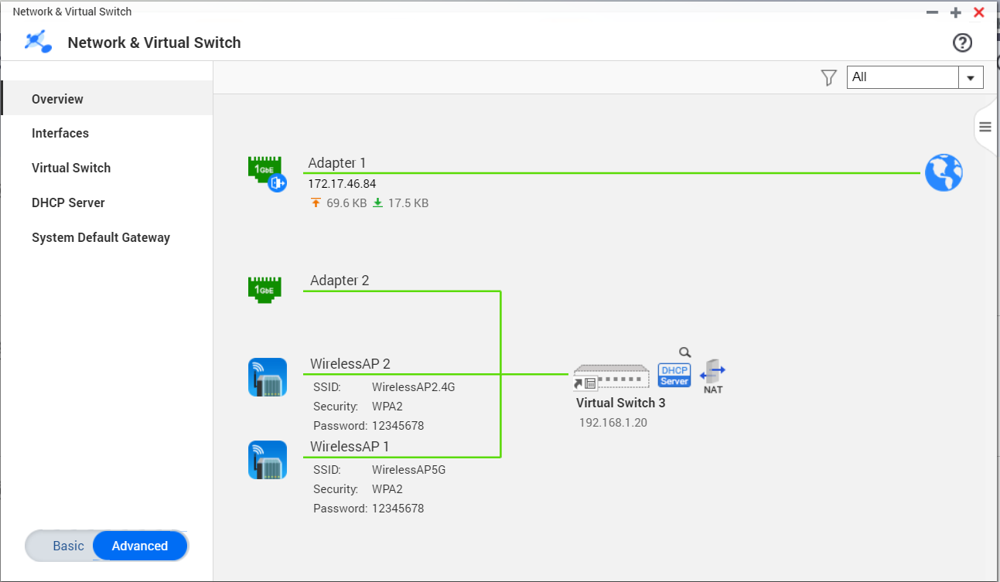 Network & Virtual Switch
Network & Virtual Switch
Overview
Interfaces
Virtual Switch
DHCP Server
System Default Gateway
Basic Advanced
All
1GbE
Adapter 1
172.17.46.84
69.6 KB 17.5 KB
1GbE
Adapter 2
WirelessAP 2
SSID: WirelessAP2.4G
Security: WPA2
Password: 12345678
WirelessAP 1
SSID: WirelessAP5G
Security: WPA2
Password: 12345678
DHCP
Server
NAT
Virtual Switch 3
192.168.1.20